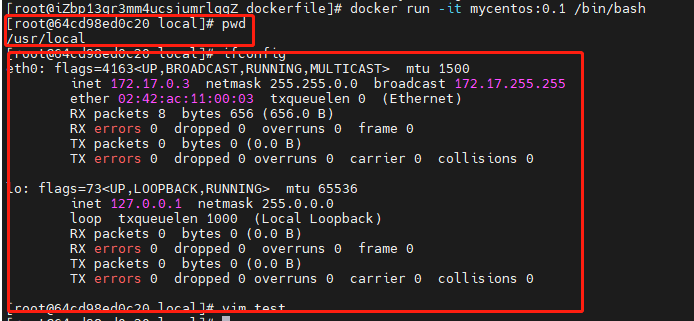 [root@iZbp13qr3mm4ucsjumrlgqZ dockerfile]# docker run -it mycentos:0.1 /bin/bash
[root@64cd98ed0c20 local]# pwd
/usr/local
[root@64cd98ed0c20 local]# ifconfig
eth0: flags=4163<UP,BROADCAST,RUNNING,MULTICAST>  mtu 1500
        inet 172.17.0.3  netmask 255.255.0.0  broadcast 172.17.255.255
        ether 02:42:ac:11:00:03  txqueuelen 0  (Ethernet)
        RX packets 8  bytes 656 (656.0 B)
        RX errors 0  dropped 0  overruns 0  frame 0
        TX packets 0  bytes 0 (0.0 B)
        TX errors 0  dropped 0 overruns 0  carrier 0  collisions 0
lo: flags=73<UP,LOOPBACK,RUNNING>  mtu 65536
        inet 127.0.0.1  netmask 255.0.0.0
        loop  txqueuelen 1000  (Local Loopback)
        RX packets 0  bytes 0 (0.0 B)
        RX errors 0  dropped 0  overruns 0  frame 0
        TX packets 0  bytes 0 (0.0 B)
        TX errors 0  dropped 0 overruns 0  carrier 0  collisions 0
[root@64cd98ed0c20 local]# vim test
[root@64cd98ed0c20 local]#